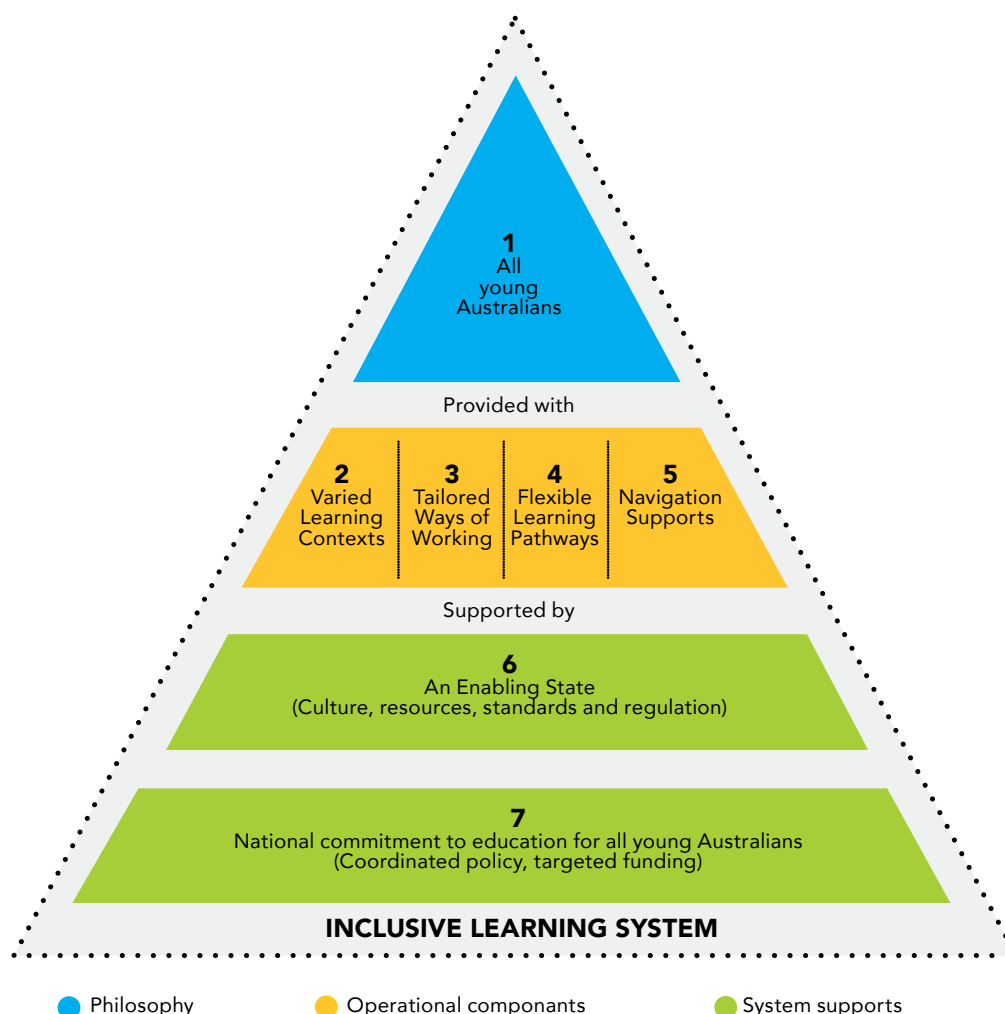 1
All
young
Australians
Provided with
2
Varied
Learning
Contexts
3
Tailored
Ways of
Working
4
Flexible
Learning
Pathways
5
Navigation
Supports
Supported by
6
An Enabling State
(Culture, resources, standards and regulation)
7
National commitment to education for all young Australians
(Coordinated policy, targeted funding)
INCLUSIVE LEARNING SYSTEM
Philosophy
Operational componants
System supports